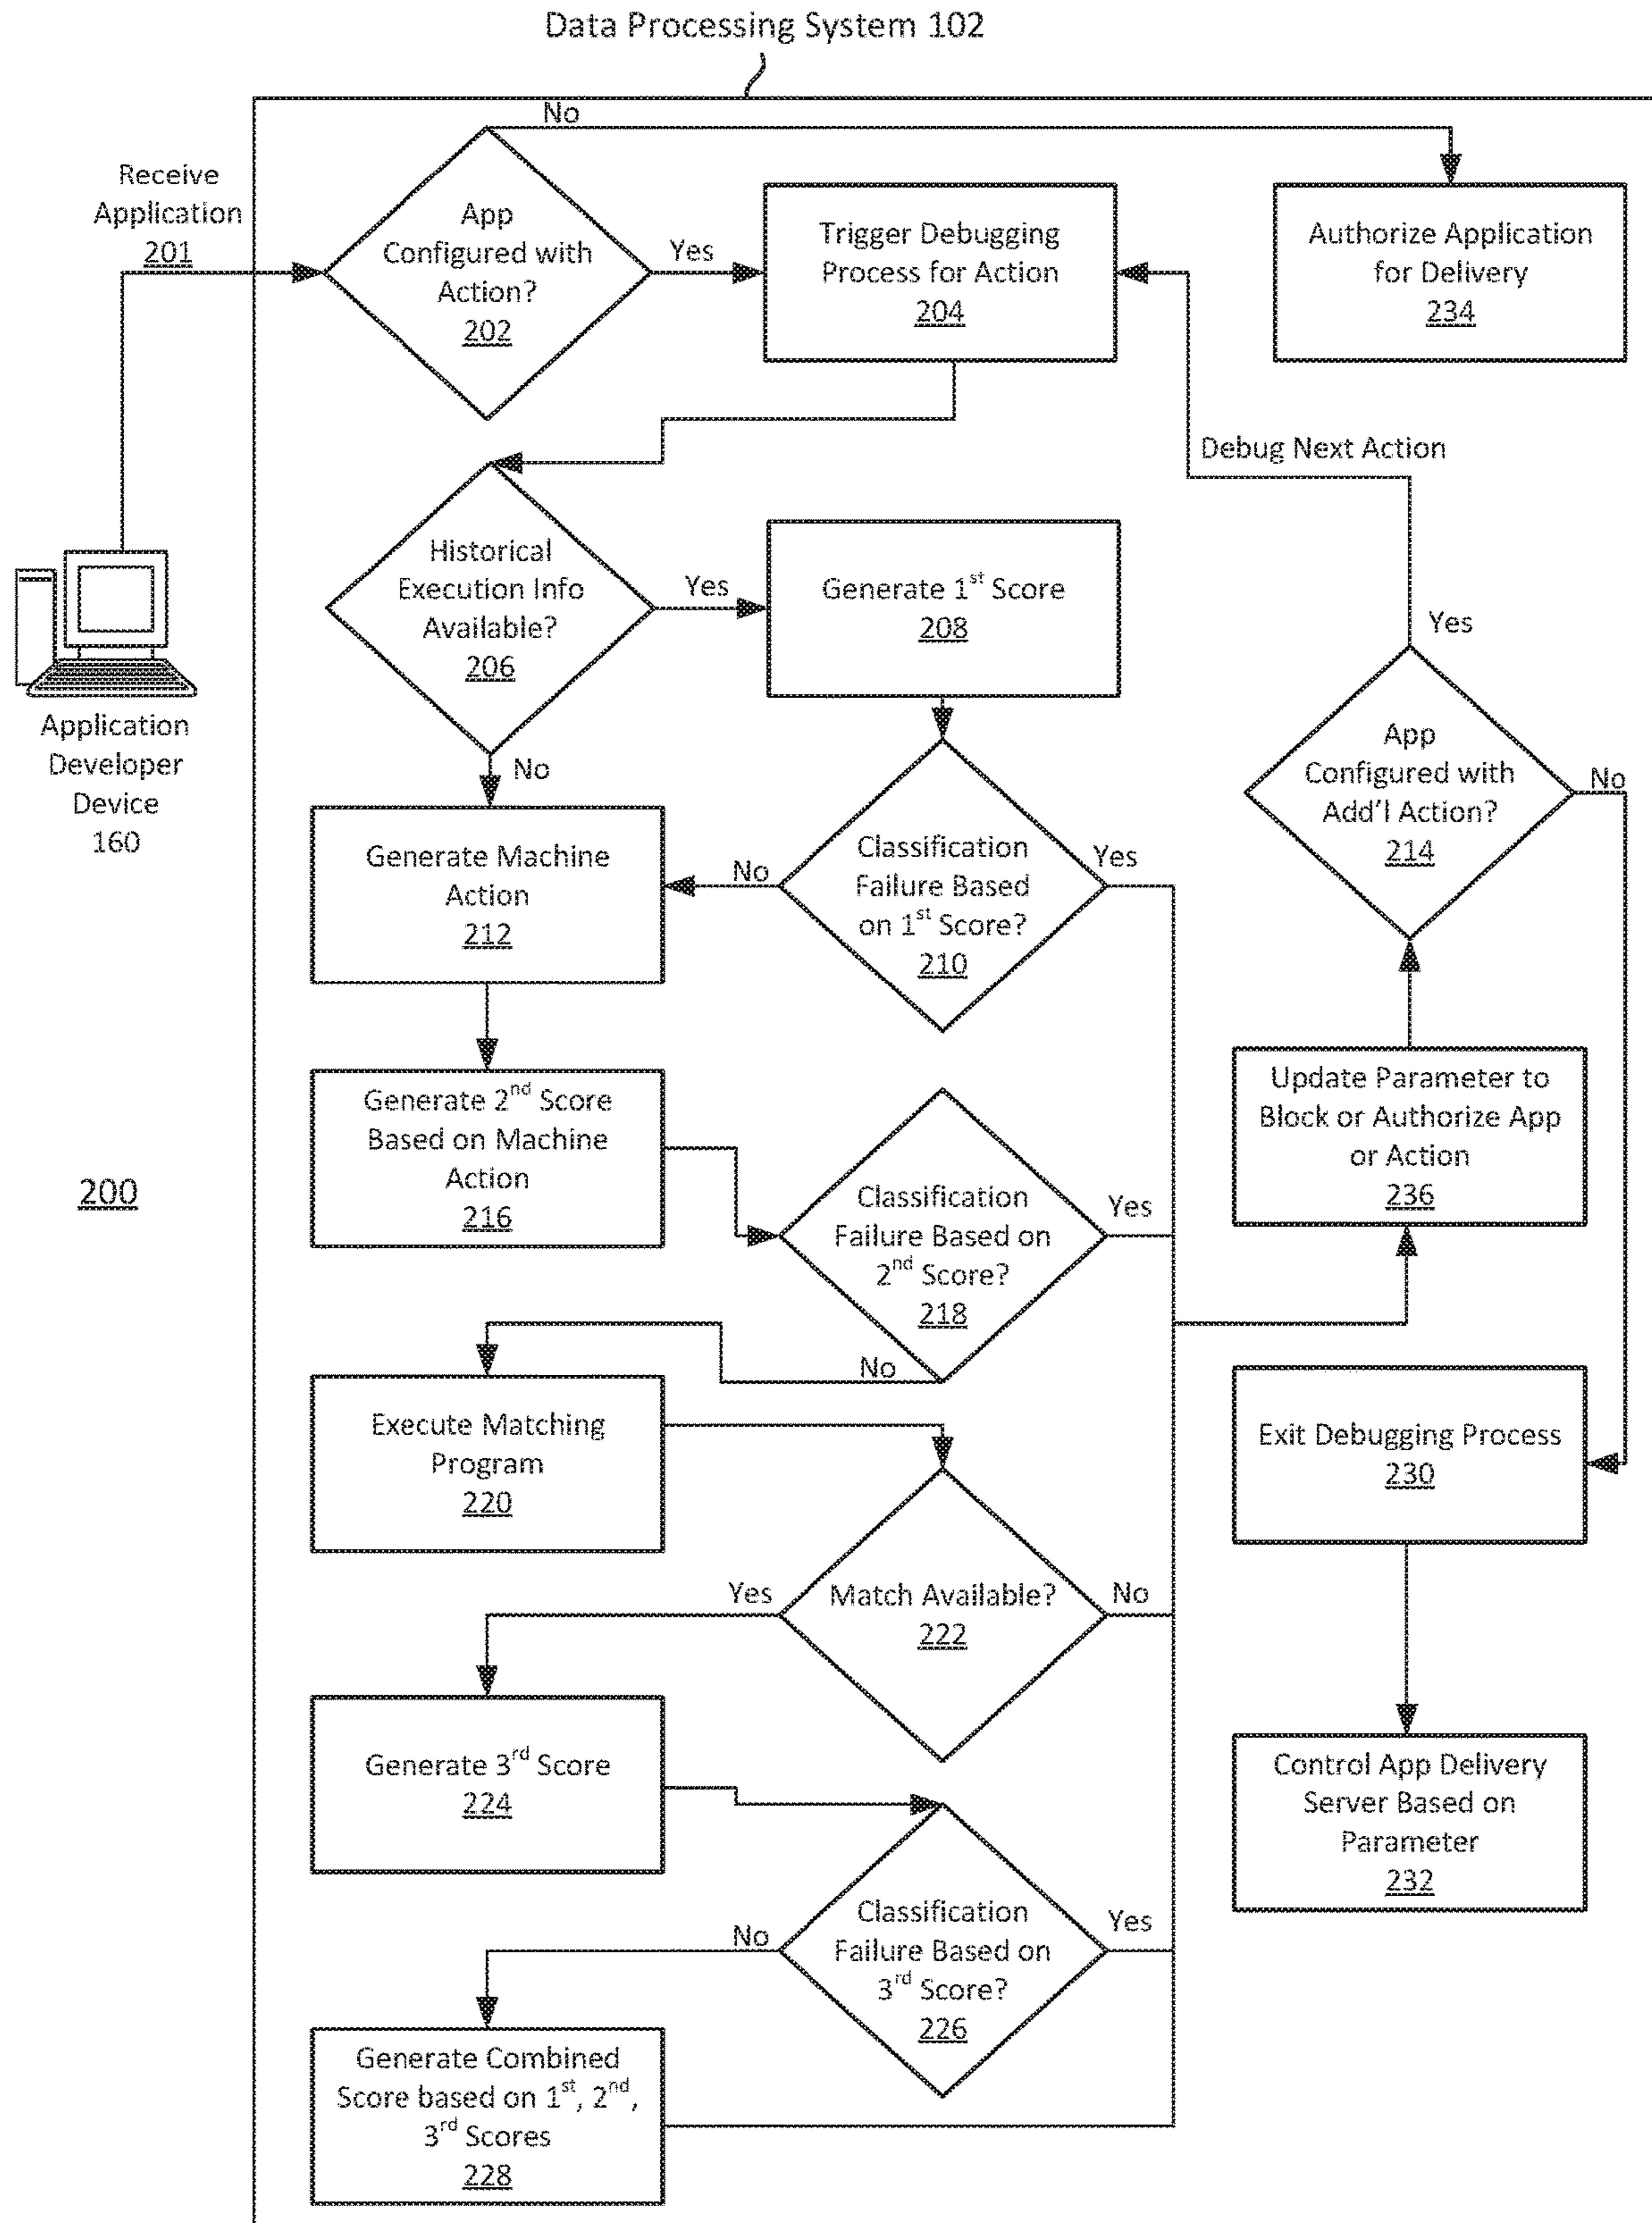 Data Processing System 102
No
Receive
Application
201
App
Configured with
Action?
202
Yes
Trigger Debugging
Process for Action
204
Authorize Application
for Delivery
234
Debug Next Action
Historical
Execution Info
Available?
206
Yes
Generate 1st Score
208
Yes
Application
Developer
Device
160
No
App
Configured with
Add'l Action?
214
No
Generate Machine
Action
212
No
Classification
Failure Based
on 1st Score?
210
Yes
Generate 2nd Score
Based on Machine
Action
216
Update Parameter to
Block or Authorize App
or Action
236
200
Classification
Failure Based on
2nd Score?
218
Yes
No
Execute Matching
Program
220
Exit Debugging Process
230
Yes
Match Available?
222
No
Generate 3rd Score
224
Control App Delivery
Server Based on
Parameter
232
No
Classification
Failure Based on
3rd Score?
226
Yes
Generate Combined
Score based on 1st, 2nd,
3rd Scores
228